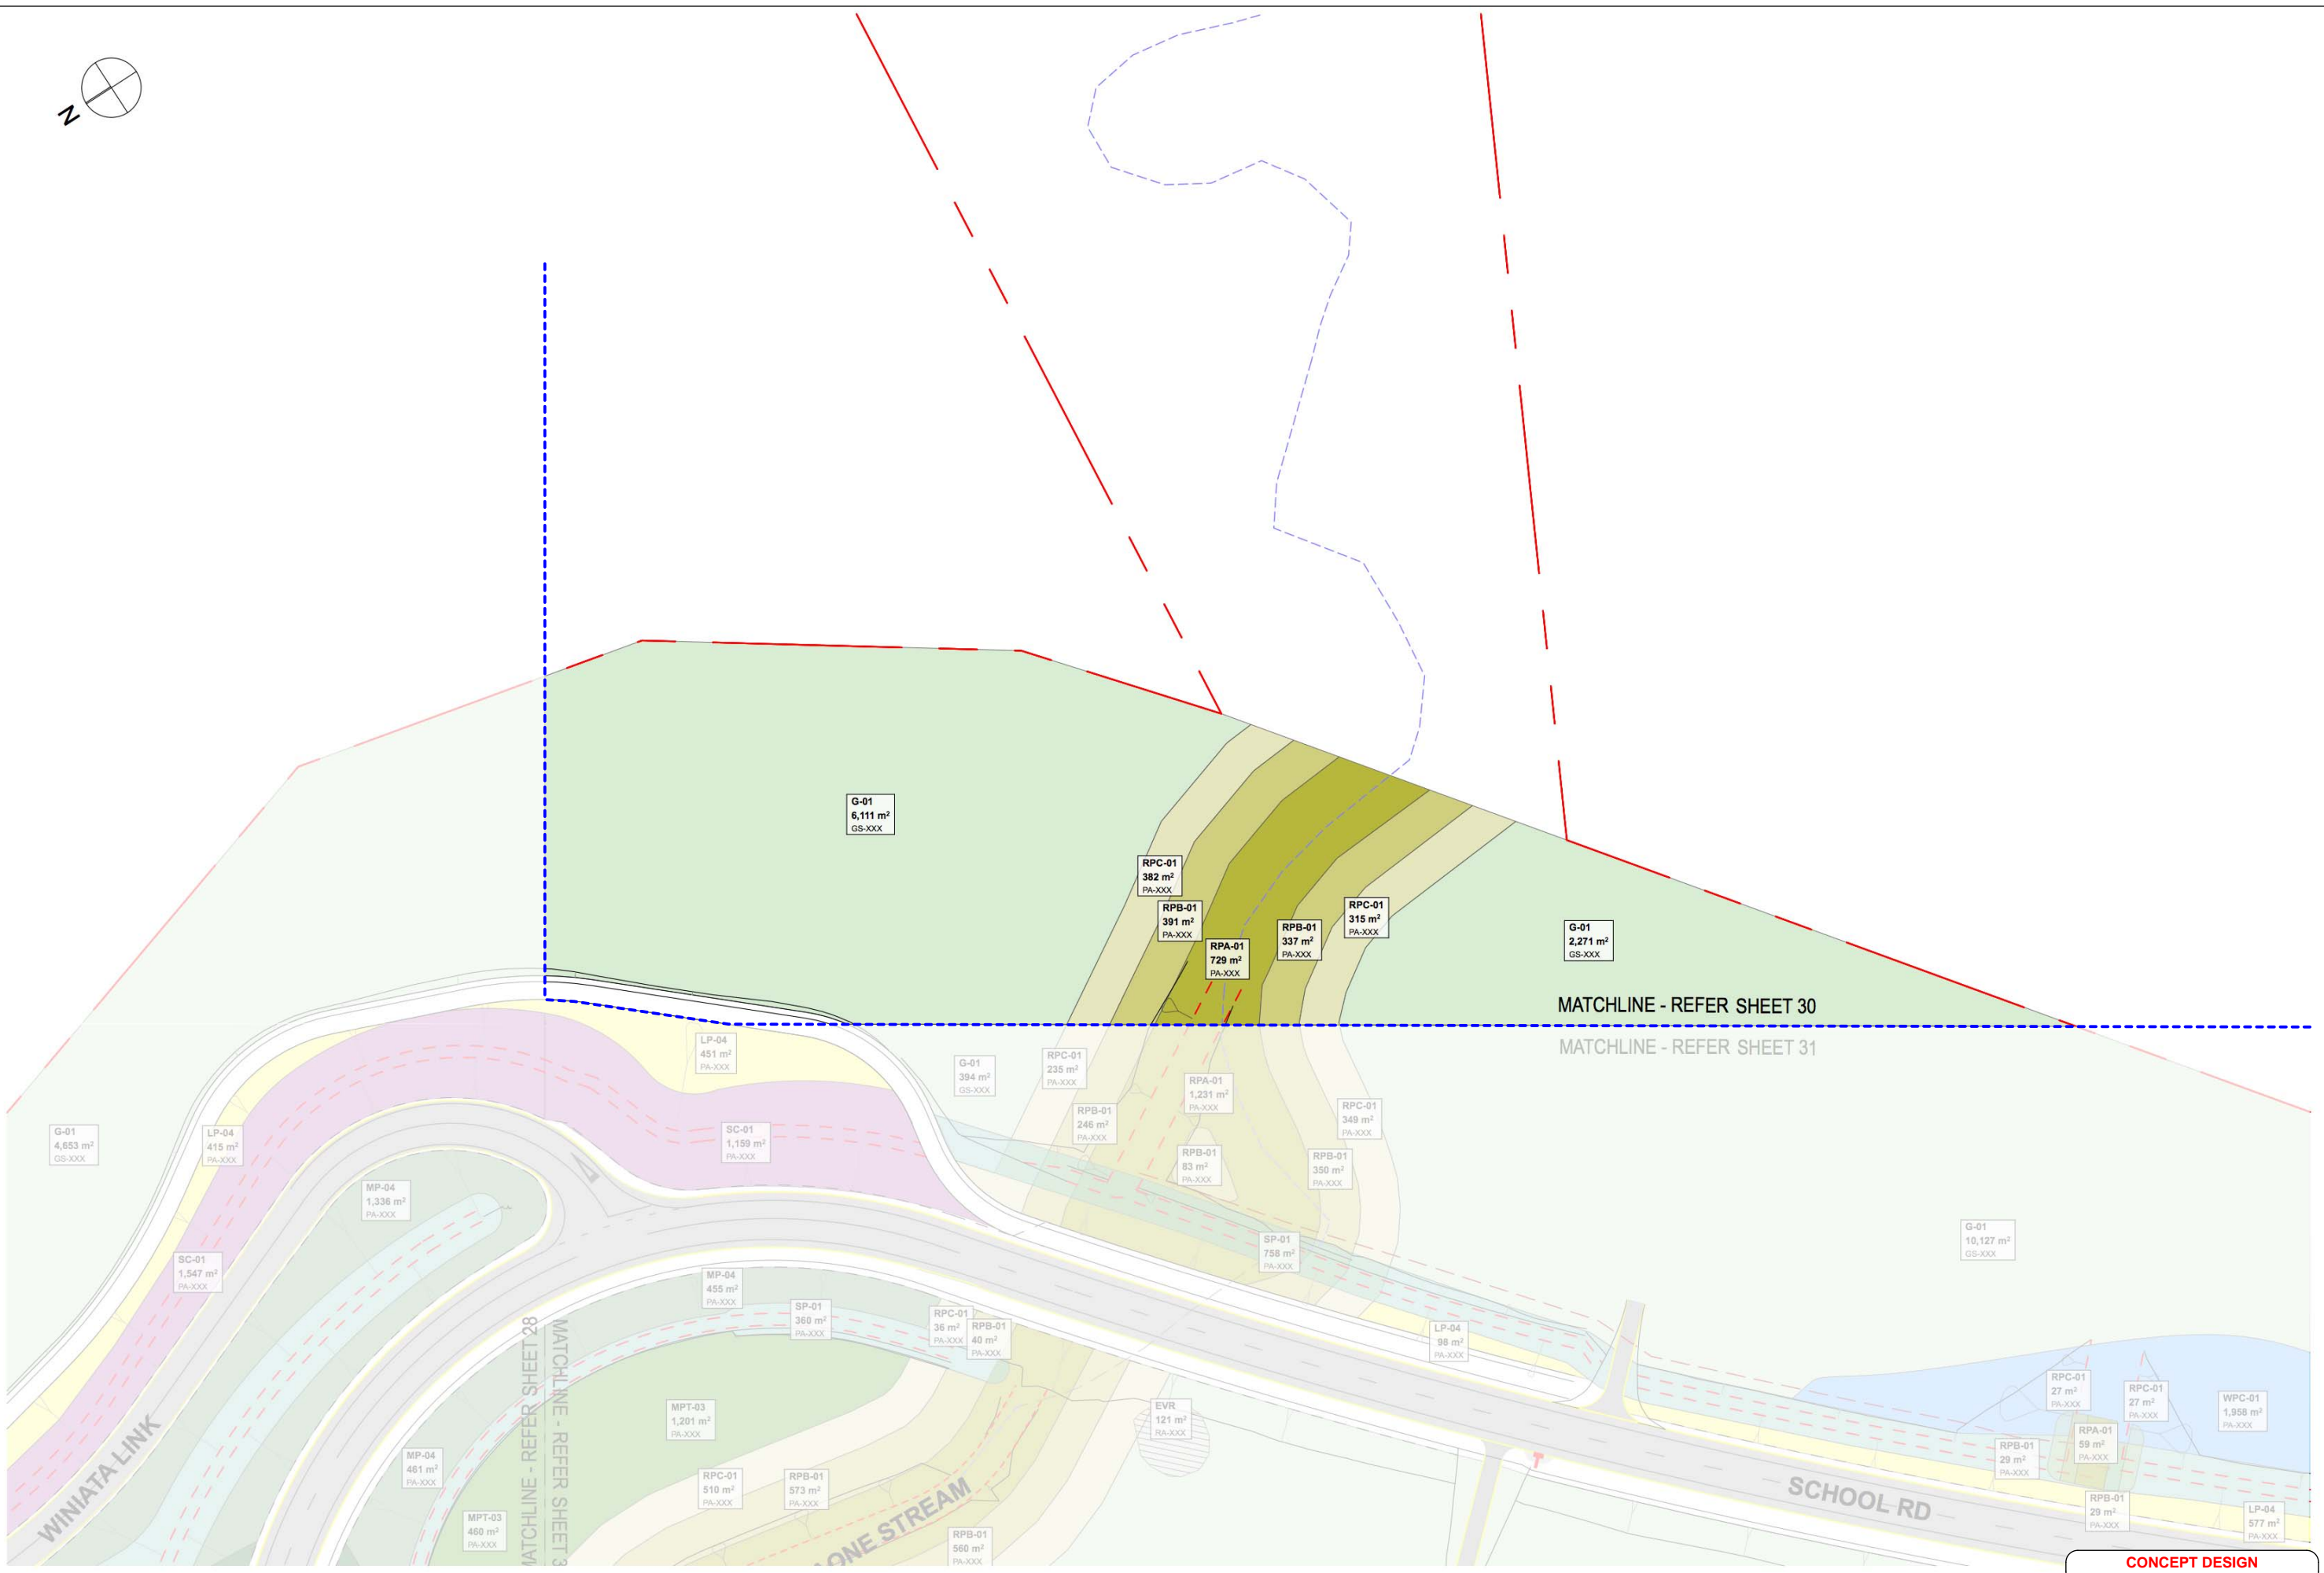 N
G-01
6,111 m²
GS-XXX
RPC-01
382 m²
PA-XXX
RPB-01
391 m²
PA-XXX
RPA-01
729 m²
PA-XXX
RPB-01
337 m²
PA-XXX
RPC-01
315 m²
PA-XXX
G-01
2,271 m²
GS-XXX
MATCHLINE - REFER SHEET 30
MATCHLINE - REFER SHEET 31
LP-04
451 m²
PA-XXX
G-01
394 m²
GS-XXX
RPC-01
235 m²
PA-XXX
RPA-01
1,231 m²
PA-XXX
RPB-01
246 m²
PA-XXX
RPC-01
349 m²
PA-XXX
G-01
4,653 m²
GS-XXX
LP-04
415 m²
PA-XXX
SC-01
1,159 m²
PA-XXX
RPB-01
83 m²
PA-XXX
RPB-01
350 m²
PA-XXX
MP-04
1,336 m²
PA-XXX
SP-01
758 m²
PA-XXX
G-01
10,127 m²
GS-XXX
SC-01
1,547 m²
PA-XXX
MP-04
455 m²
PA-XXX
SP-01
360 m²
PA-XXX
RPC-01
36 m²
PA-XXX
RPB-01
40 m²
PA-XXX
LP-04
98 m²
PA-XXX
MATCHLINE - REFER SHEET 28
MATCHLINE - REFER SHEET
MPT-03
1,201 m²
PA-XXX
EVR
121 m²
RA-XXX
RPC-01
27 m²
PA-XXX
RPC-01
27 m²
PA-XXX
WPC-01
1,958 m²
PA-XXX
WINIATA LINK
MP-04
461 m²
PA-XXX
RPC-01
510 m²
PA-XXX
RPB-01
573 m²
PA-XXX
T
RPA-01
59 m²
PA-XXX
RPB-01
29 m²
PA-XXX
SCHOOL RD
RPB-01
29 m²
PA-XXX
LP-04
577 m²
PA-XXX
MPT-03
460 m²
PA-XXX
ONE STREAM
RPB-01
560 m²
PA-XXX
CONCEPT DESIGN